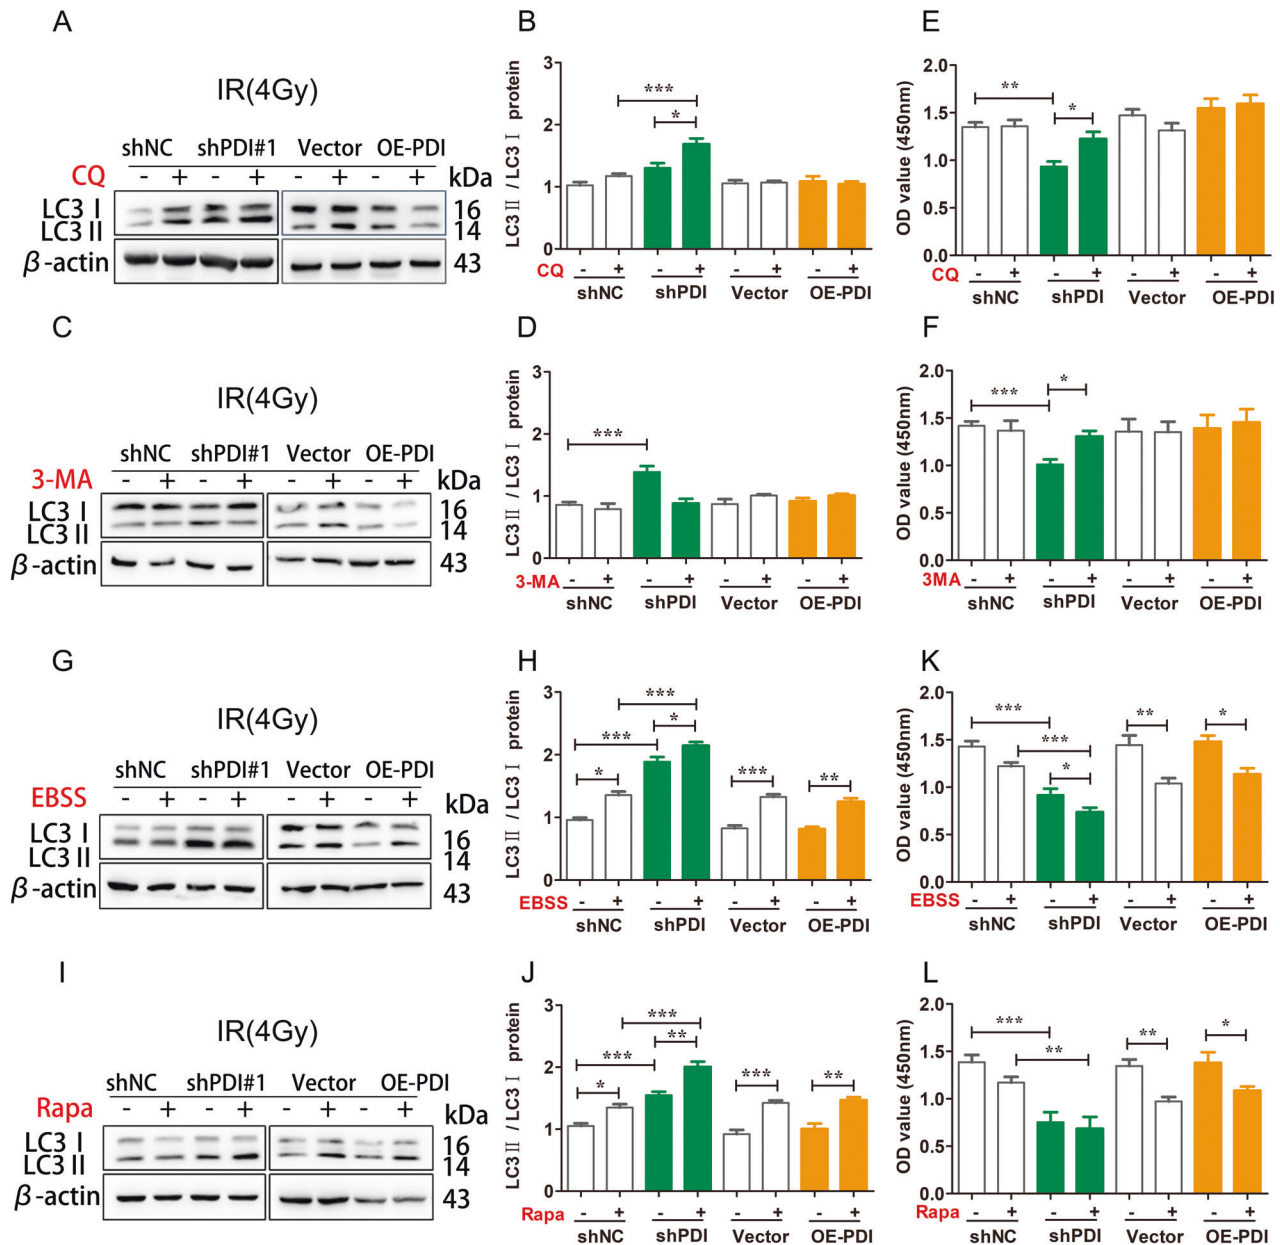 A
IR(4Gy)
shNC shPDI#1 Vector OE-PDI
CQ - + - + - + - + kDa
LC3 I 16
LC3 II 14
β-actin 43
B
LC3 II / LC3 I protein
3
2
1
0
***
*
CQ - + - + - + - +
shNC shPDI Vector OE-PDI
E
OD value (450nm)
2.0
1.5
1.0
0.5
0.0
** *
CQ - + - + - + - +
shNC shPDI Vector OE-PDI
C
IR(4Gy)
shNC shPDI#1 Vector OE-PDI
3-MA - + - + - + - + kDa
LC3 I 16
LC3 II 14
β-actin 43
D
LC3 II / LC3 I protein
3
2
1
0
***
3-MA - + - + - + - +
shNC shPDI Vector OE-PDI
F
OD value (450nm)
2.0
1.5
1.0
0.5
0.0
*** *
3MA - + - + - + - +
shNC shPDI Vector OE-PDI
G
IR(4Gy)
shNC shPDI#1 Vector OE-PDI
EBSS - + - + - + - + kDa
LC3 I 16
LC3 II 14
β-actin 43
H
LC3 II / LC3 I protein
3
2
1
0
***
*
***
* *** **
EBSS - + - + - + - +
shNC shPDI Vector OE-PDI
K
OD value (450nm)
2.0
1.5
1.0
0.5
0.0
*** ** *
***
*
EBSS - + - + - + - +
shNC shPDI Vector OE-PDI
I
IR(4Gy)
shNC shPDI#1 Vector OE-PDI
Rapa - + - + - + - + kDa
LC3 I 16
LC3 II 14
β-actin 43
J
LC3 II / LC3 I protein
3
2
1
0
***
**
***
* *** **
Rapa - + - + - + - +
shNC shPDI Vector OE-PDI
L
OD value (450nm)
2.0
1.5
1.0
0.5
0.0
*** ** *
**
Rapa - + - + - + - +
shNC shPDI Vector OE-PDI